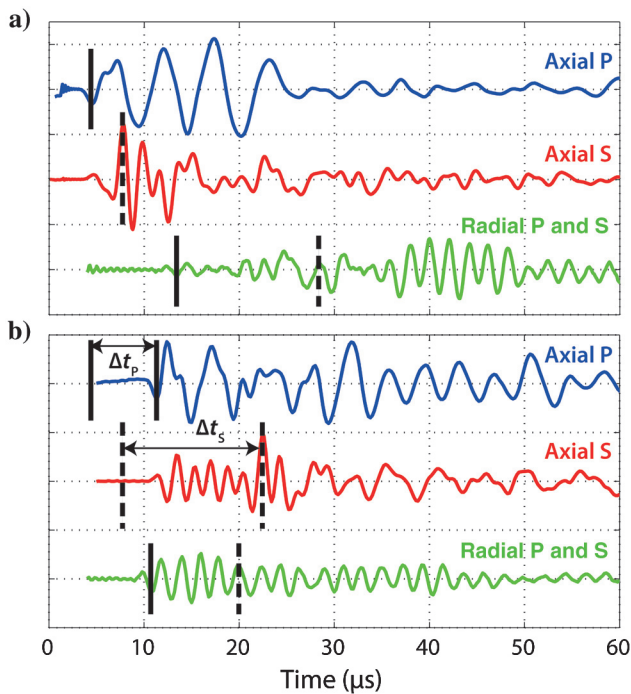 a)
Axial P
Axial S
Radial P and S
b)
Axial P
Δt_P
Δt_S
Axial S
Radial P and S
0 10 20 30 40 50 60
Time (μs)